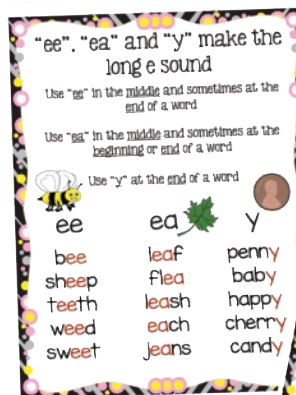 "ee", "ea" and "y" make the
long e sound
Use "ee" in the middle and sometimes at the
end of a word
Use "ea" in the middle and sometimes at the
beginning or end of a word
Use "y" at the end of a word
ee ea y
bee leaf penny
sheep flea baby
teeth leash happy
weed each cherry
sweet jeans candy